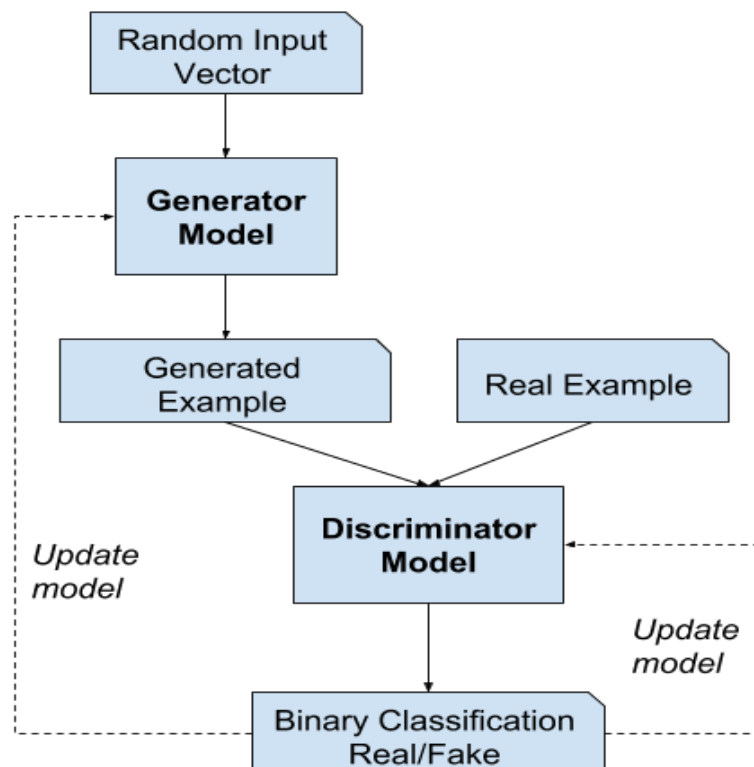 Random Input
Vector
Generator
Model
Generated
Example
Real Example
Discriminator
Model
Update
model
Update
model
Binary Classification
Real/Fake